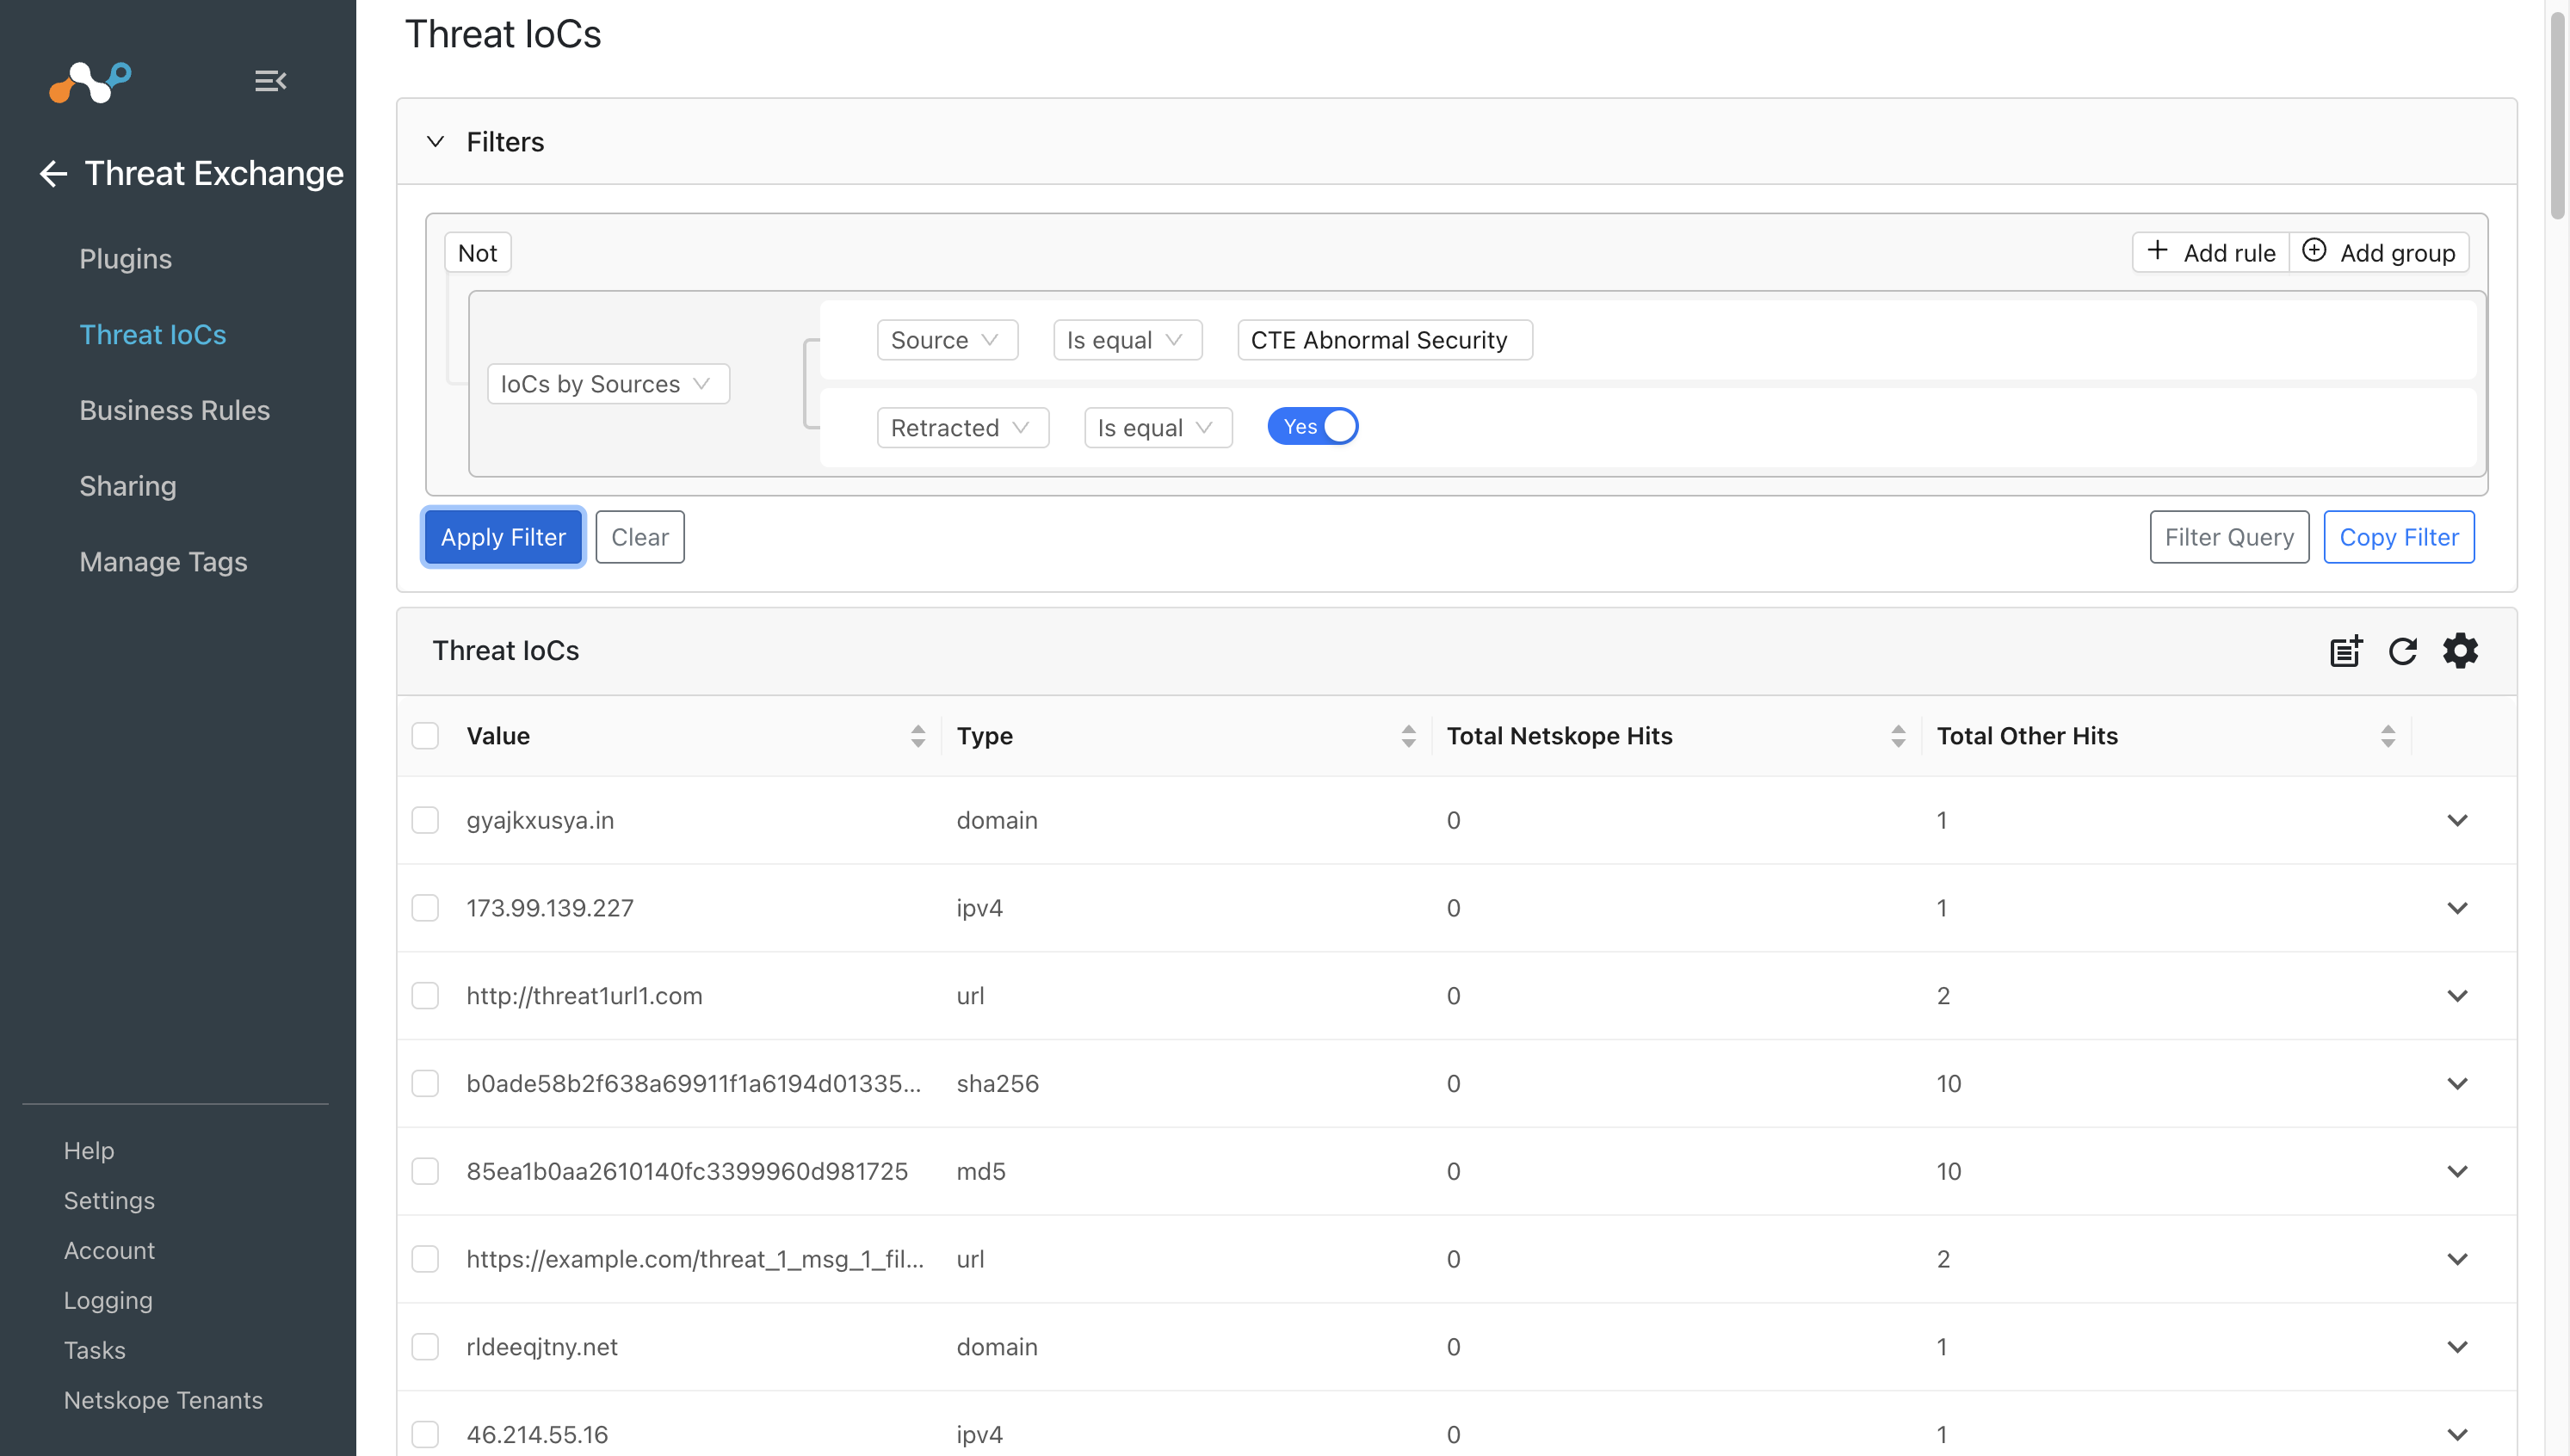 Threat IoCs
Threat Exchange
Plugins
Threat IoCs
Business Rules
Sharing
Manage Tags
Help
Settings
Account
Logging
Tasks
Netskope Tenants
Filters
Not
Add rule
Add group
IoCs by Sources
Source
Is equal
CTE Abnormal Security
Retracted
Is equal
Yes
Apply Filter
Clear
Filter Query
Copy Filter
Threat IoCs
Value Type Total Netskope Hits Total Other Hits
gyajkxusya.in domain 0 1
173.99.139.227 ipv4 0 1
http://threat1url1.com url 0 2
b0ade58b2f638a69911f1a6194d01335... sha256 0 10
85ea1b0aa2610140fc3399960d981725 md5 0 10
https://example.com/threat_1_msg_1_fil... url 0 2
rldeeqjtny.net domain 0 1
46.214.55.16 ipv4 0 1